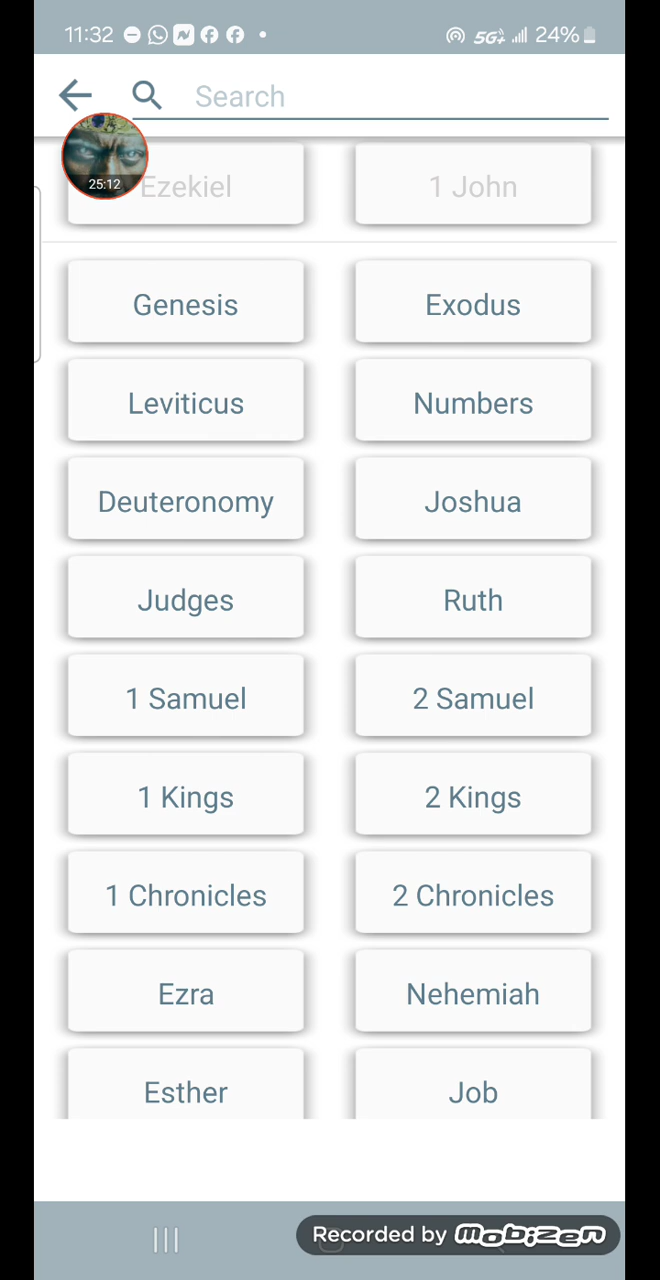 11:32 5G+ 24%
Search
25:12
Ezekiel 1 John
Genesis Exodus
Leviticus Numbers
Deuteronomy Joshua
Judges Ruth
1 Samuel 2 Samuel
1 Kings 2 Kings
1 Chronicles 2 Chronicles
Ezra Nehemiah
Esther Job
Recorded by mobizen